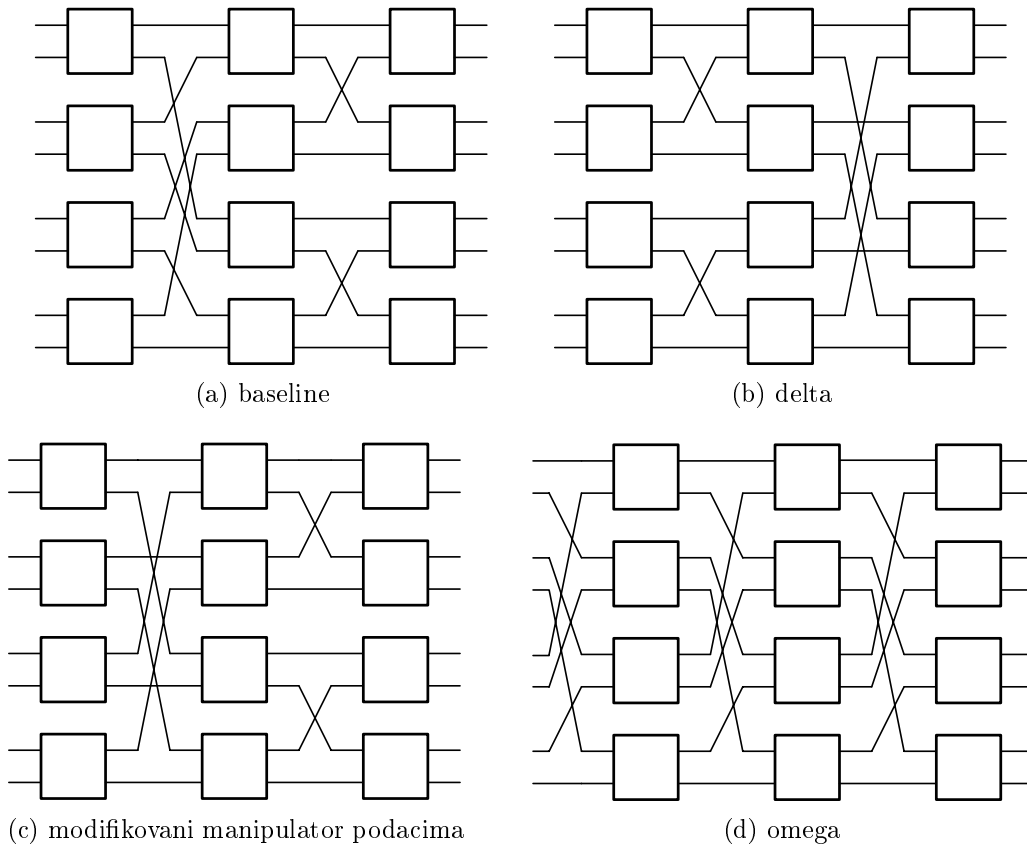 (a) baseline
(b) delta
(c) modifikovani manipulator podacima
(d) omega